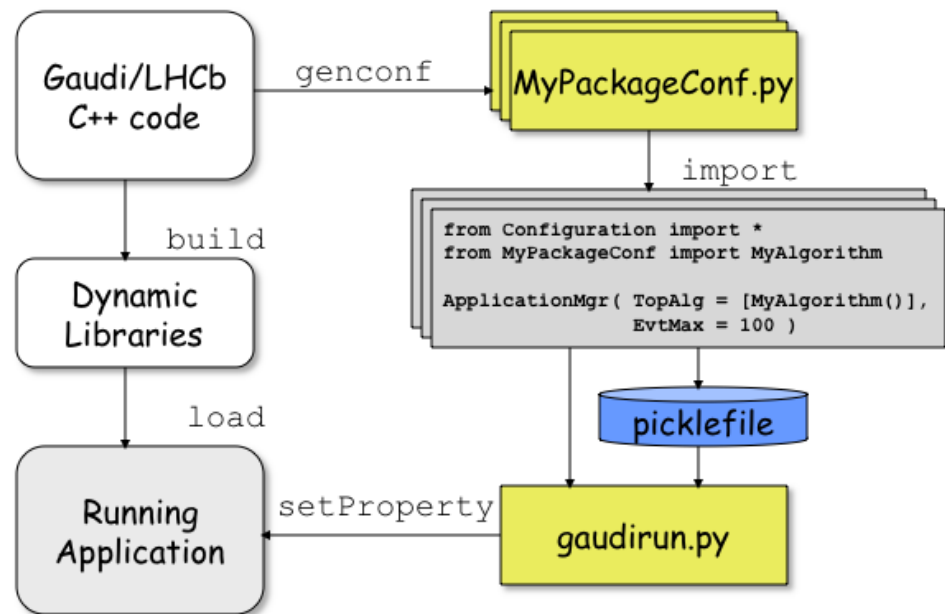 Gaudi/LHCb
C++ code
genconf
MyPackageConf.py
import
build
from Configuration import *
from MyPackageConf import MyAlgorithm
ApplicationMgr( TopAlg = [MyAlgorithm()],
EvtMax = 100 )
Dynamic
Libraries
load
picklefile
Running
Application
setProperty
gaudirun.py